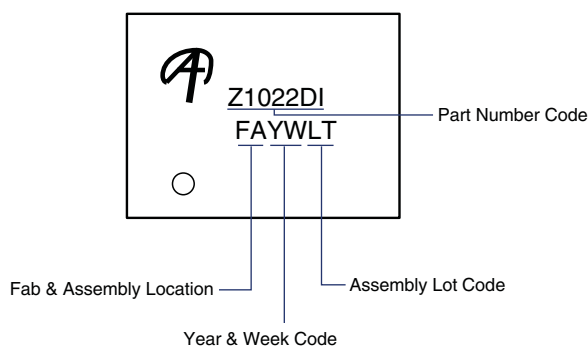 Z1022DI
Part Number Code
FAYWLT
Fab & Assembly Location
Assembly Lot Code
Year & Week Code